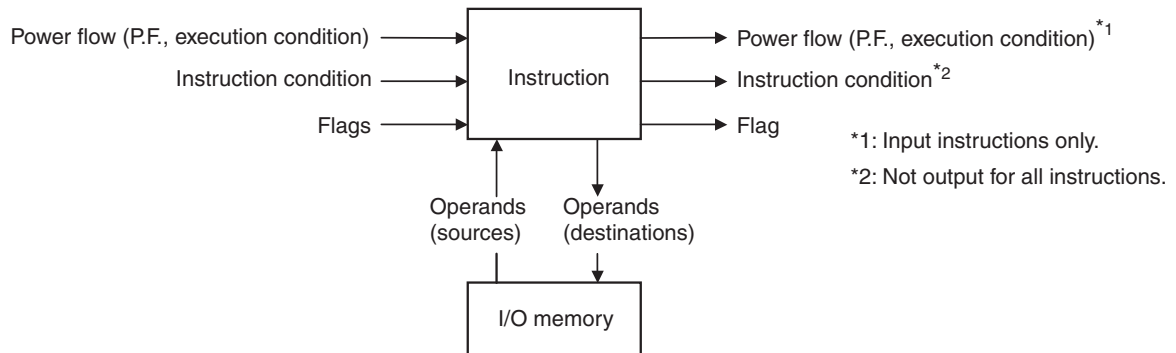 Power flow (P.F., execution condition)
Instruction condition
Flags
Instruction
Power flow (P.F., execution condition)*1
Instruction condition*2
Flag
*1: Input instructions only.
*2: Not output for all instructions.
Operands
(sources)
Operands
(destinations)
I/O memory